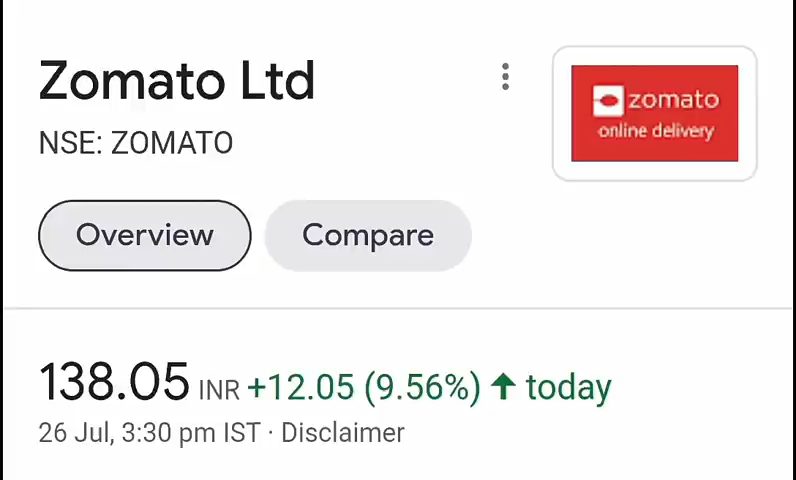 Zomato Ltd
NSE: ZOMATO
zomato
online delivery
Overview
Compare
138.05 INR +12.05 (9.56%) ↑ today
26 Jul, 3:30 pm IST · Disclaimer